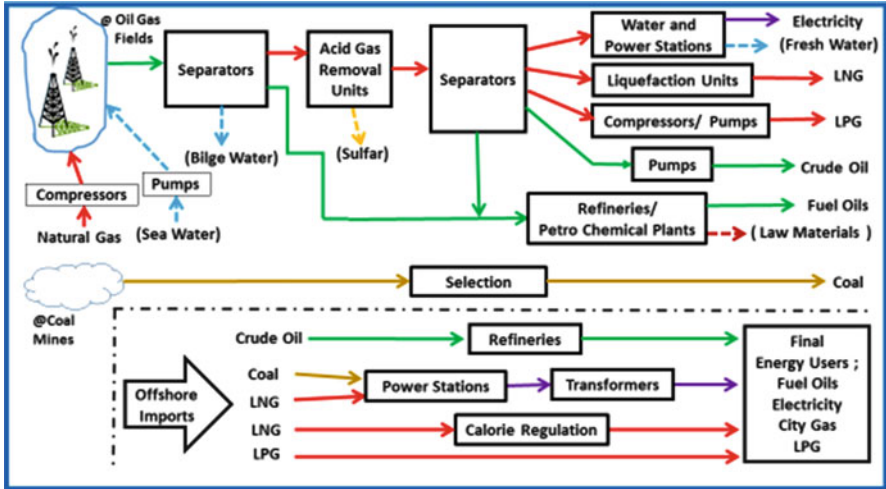 @ Oil Gas
Fields
Separators
Acid Gas
Removal
Units
Separators
Water and
Power Stations
Electricity
(Fresh Water)
Liquefaction Units
LNG
Compressors/ Pumps
LPG
(Bilge Water)
(Sulfar)
Pumps
Crude Oil
Compressors
Pumps
Natural Gas
(Sea Water)
Refineries/
Petro Chemical Plants
Fuel Oils
( Law Materials )
Selection
Coal
@Coal
Mines
Offshore
Imports
Crude Oil
Refineries
Coal
LNG
Power Stations
Transformers
LNG
Calorie Regulation
LPG
Final
Energy Users ;
Fuel Oils
Electricity
City Gas
LPG